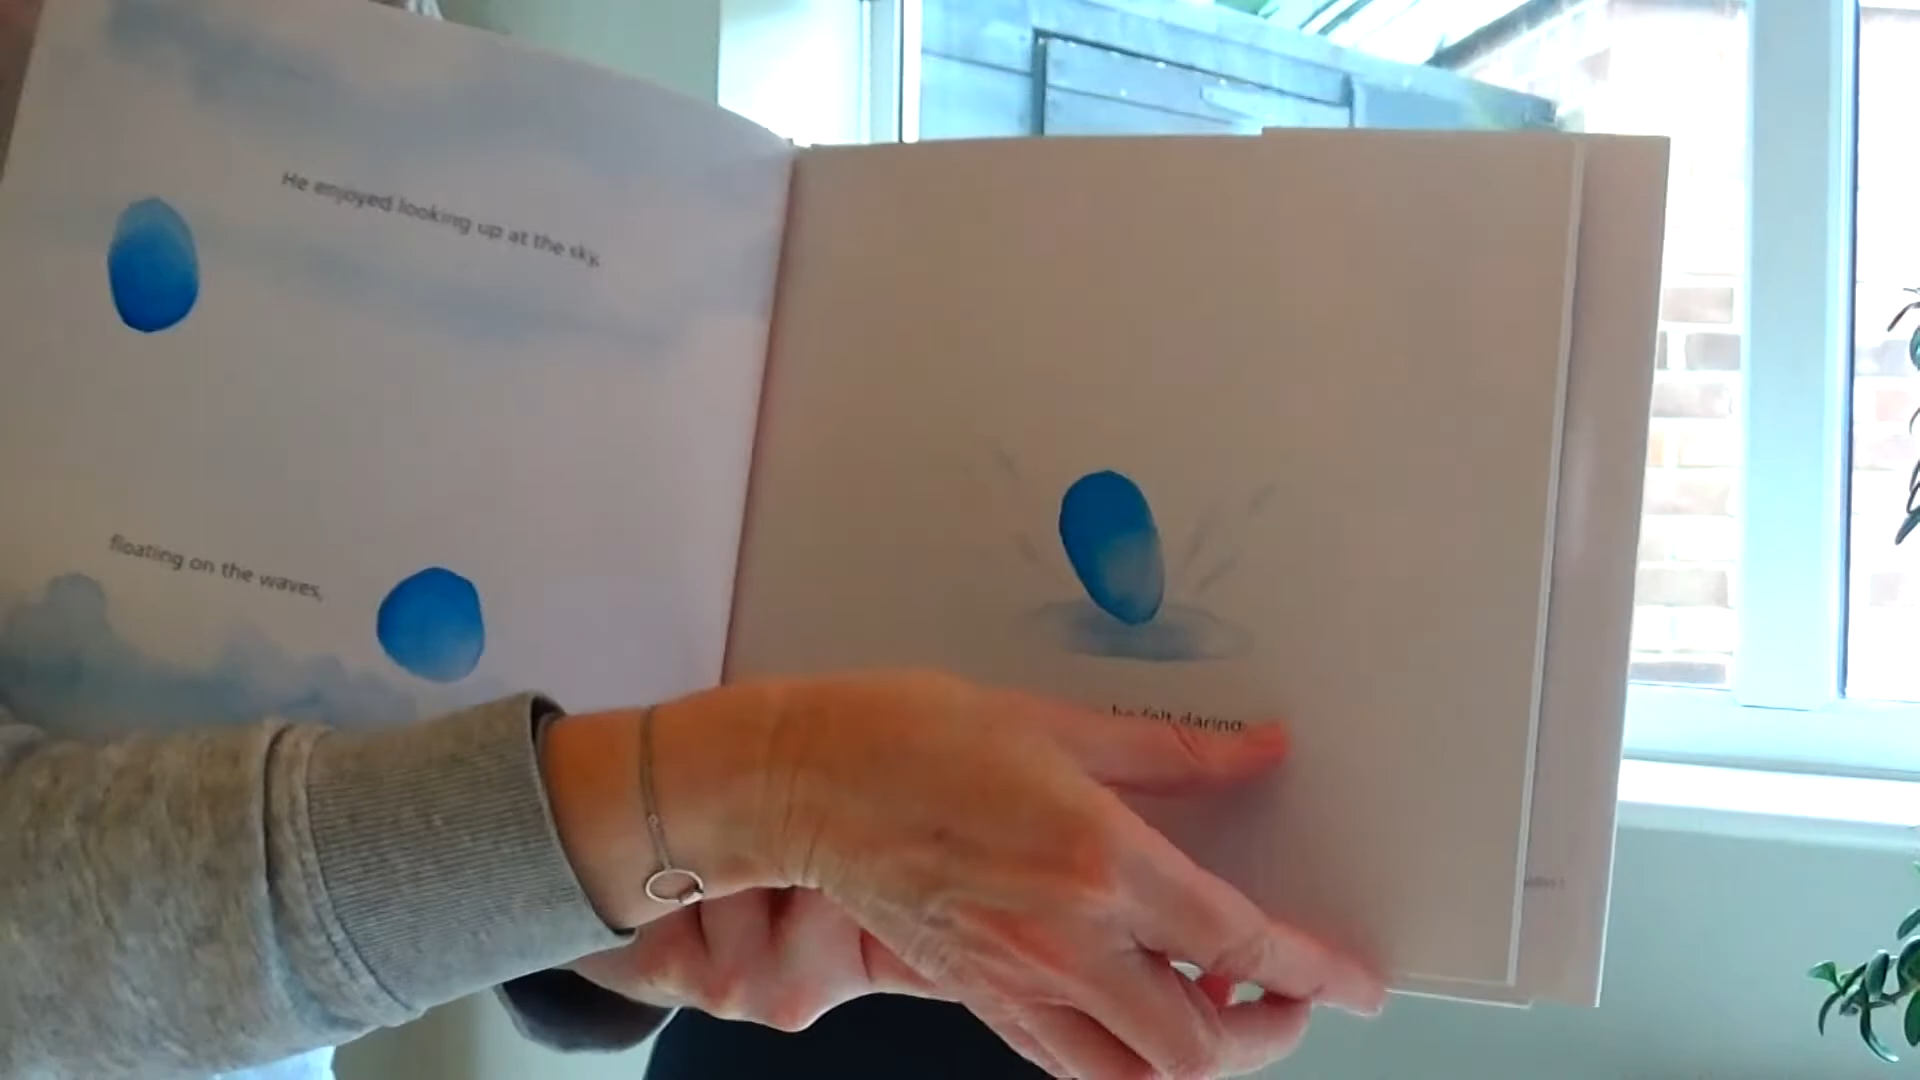 He enjoyed looking up at the sky,
floating on the waves,
he felt daring